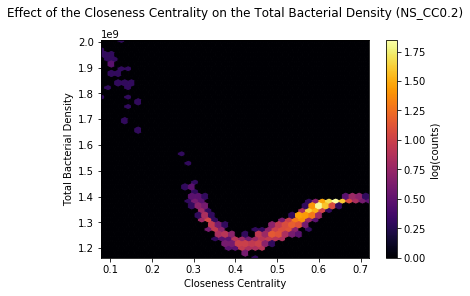 Effect of the Closeness Centrality on the Total Bacterial Density (NS_CC0.2)
1e9
2.0
1.9
1.8
1.7
1.6
1.5
1.4
1.3
1.2
Total Bacterial Density
0.1 0.2 0.3 0.4 0.5 0.6 0.7
Closeness Centrality
1.75
1.50
1.25
1.00
0.75
0.50
0.25
0.00
log(counts)